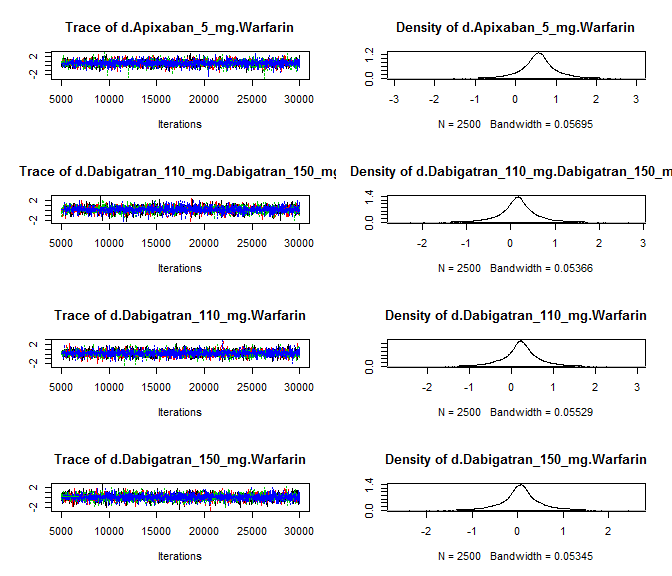 Trace of d.Apixaban_5_mg.Warfarin
Density of d.Apixaban_5_mg.Warfarin
-2 2
0.0 1.2
5000 10000 15000 20000 25000 30000
-3 -2 -1 0 1 2 3
Iterations
N = 2500 Bandwidth = 0.05695
Trace of d.Dabigatran_110_mg.Dabigatran_150_mg
Density of d.Dabigatran_110_mg.Dabigatran_150_m
-2 2
0.0 1.4
5000 10000 15000 20000 25000 30000
-2 -1 0 1 2 3
Iterations
N = 2500 Bandwidth = 0.05366
Trace of d.Dabigatran_110_mg.Warfarin
Density of d.Dabigatran_110_mg.Warfarin
-2 2
0.0
5000 10000 15000 20000 25000 30000
-2 -1 0 1 2 3
Iterations
N = 2500 Bandwidth = 0.05529
Trace of d.Dabigatran_150_mg.Warfarin
Density of d.Dabigatran_150_mg.Warfarin
-2 2
0.0 1.4
5000 10000 15000 20000 25000 30000
-2 -1 0 1 2
Iterations
N = 2500 Bandwidth = 0.05345